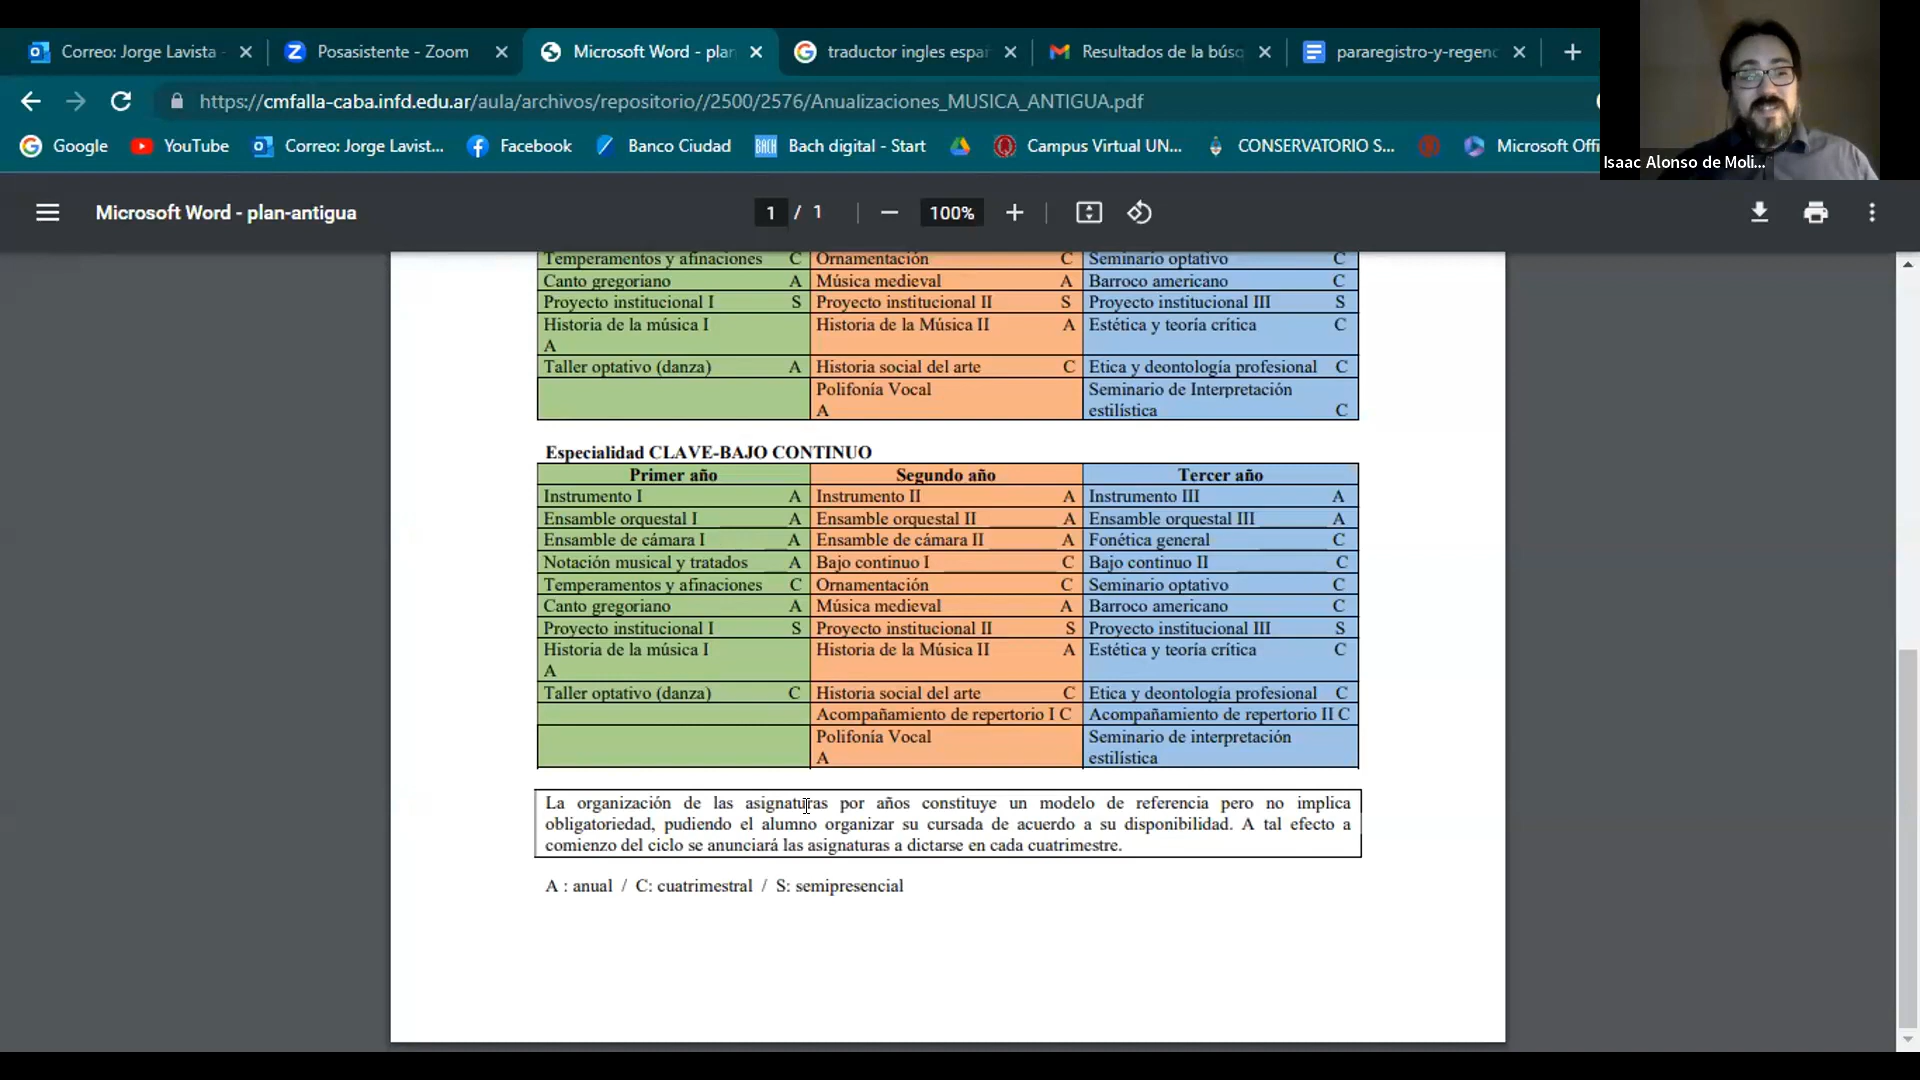 Correo: Jorge Lavista -
Posasistente - Zoom
Microsoft Word - plan
traductor ingles espa
Resultados de la búsq
pararegistro-y-regenc
https://cmfalla-caba.infd.edu.ar/aula/archivos/repositorio//2500/2576/Anualizaciones_MUSICA_ANTIGUA.pdf
Google YouTube Correo: Jorge Lavist... Facebook Banco Ciudad BACH Bach digital - Start Campus Virtual UN... CONSERVATORIO S... Microsoft Offi
Isaac Alonso de Moli...
Microsoft Word - plan-antigua
1 / 1 100%
Temperamentos y afinaciones C Ornamentación C Seminario optativo C
Canto gregoriano A Música medieval A Barroco americano C
Proyecto institucional I S Proyecto institucional II S Proyecto institucional III S
Historia de la música I Historia de la Música II A Estética y teoría crítica C
A
Taller optativo (danza) A Historia social del arte C Etica y deontología profesional C
Polifonía Vocal Seminario de Interpretación
A estilística C
Especialidad CLAVE-BAJO CONTINUO
Primer año Segundo año Tercer año
Instrumento I A Instrumento II A Instrumento III A
Ensamble orquestal I A Ensamble orquestal II A Ensamble orquestal III A
Ensamble de cámara I A Ensamble de cámara II A Fonética general C
Notación musical y tratados A Bajo continuo I C Bajo continuo II C
Temperamentos y afinaciones C Ornamentación C Seminario optativo C
Canto gregoriano A Música medieval A Barroco americano C
Proyecto institucional I S Proyecto institucional II S Proyecto institucional III S
Historia de la música I Historia de la Música II A Estética y teoría crítica C
A
Taller optativo (danza) C Historia social del arte C Etica y deontología profesional C
Acompañamiento de repertorio I C Acompañamiento de repertorio II C
Polifonía Vocal Seminario de interpretación
A estilística
La organización de las asignaturas por años constituye un modelo de referencia pero no implica
obligatoriedad, pudiendo el alumno organizar su cursada de acuerdo a su disponibilidad. A tal efecto a
comienzo del ciclo se anunciará las asignaturas a dictarse en cada cuatrimestre.
A : anual / C: cuatrimestral / S: semipresencial